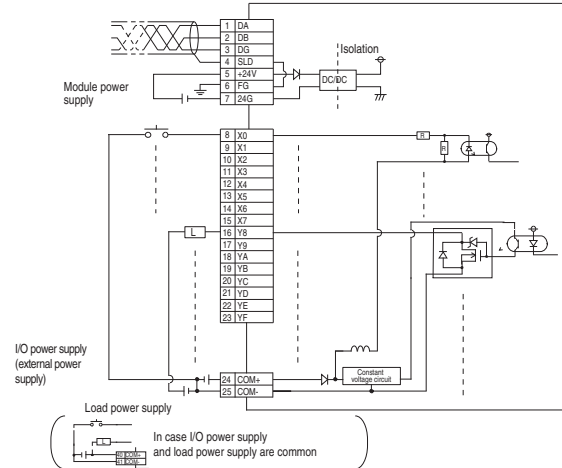 1 DA
2 DB
3 DG
4 SLD
5 +24V
6 FG
7 24G
Isolation
DC/DC
Module power
supply
8 X0
9 X1
10 X2
11 X3
12 X4
13 X5
14 X6
15 X7
16 Y8
17 Y9
18 YA
19 YB
20 YC
21 YD
22 YE
23 YF
R
R
L
I/O power supply
(external power
supply)
24 COM+
25 COM-
Constant
voltage circuit
Load power supply
L
40 COM+
41 COM-
In case I/O power supply
and load power supply are common